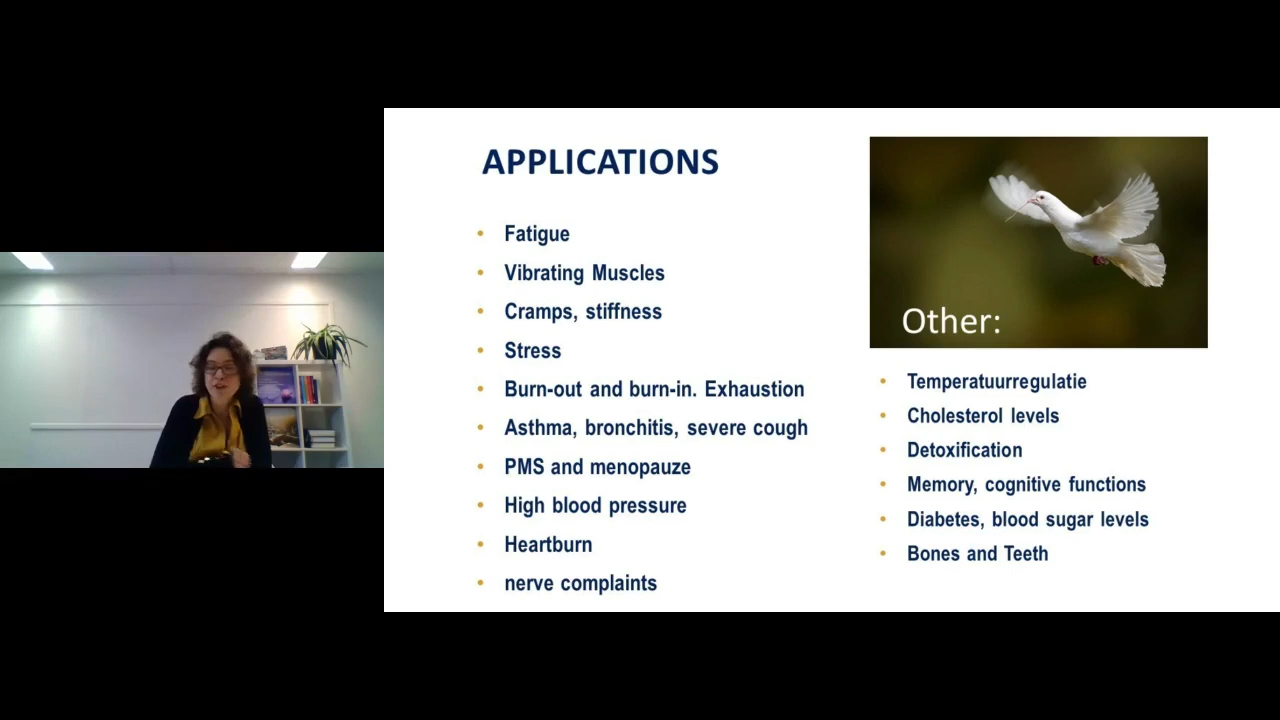 APPLICATIONS
Fatigue
Vibrating Muscles
Cramps, stiffness
Stress
Burn-out and burn-in. Exhaustion
Asthma, bronchitis, severe cough
PMS and menopauze
High blood pressure
Heartburn
nerve complaints
Other:
Temperatuurregulatie
Cholesterol levels
Detoxification
Memory, cognitive functions
Diabetes, blood sugar levels
Bones and Teeth